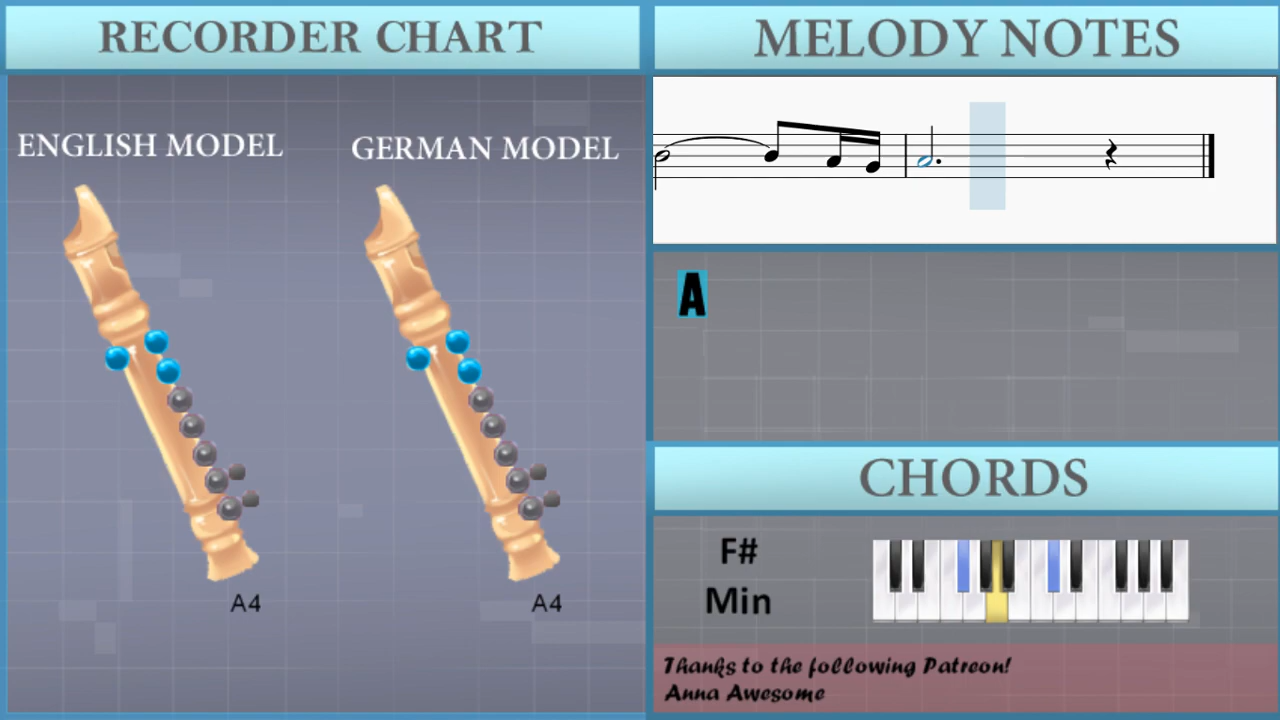 RECORDER CHART
MELODY NOTES
ENGLISH MODEL
GERMAN MODEL
A
CHORDS
F#
Min
A4
A4
Thanks to the following Patreon!
Anna Awesome